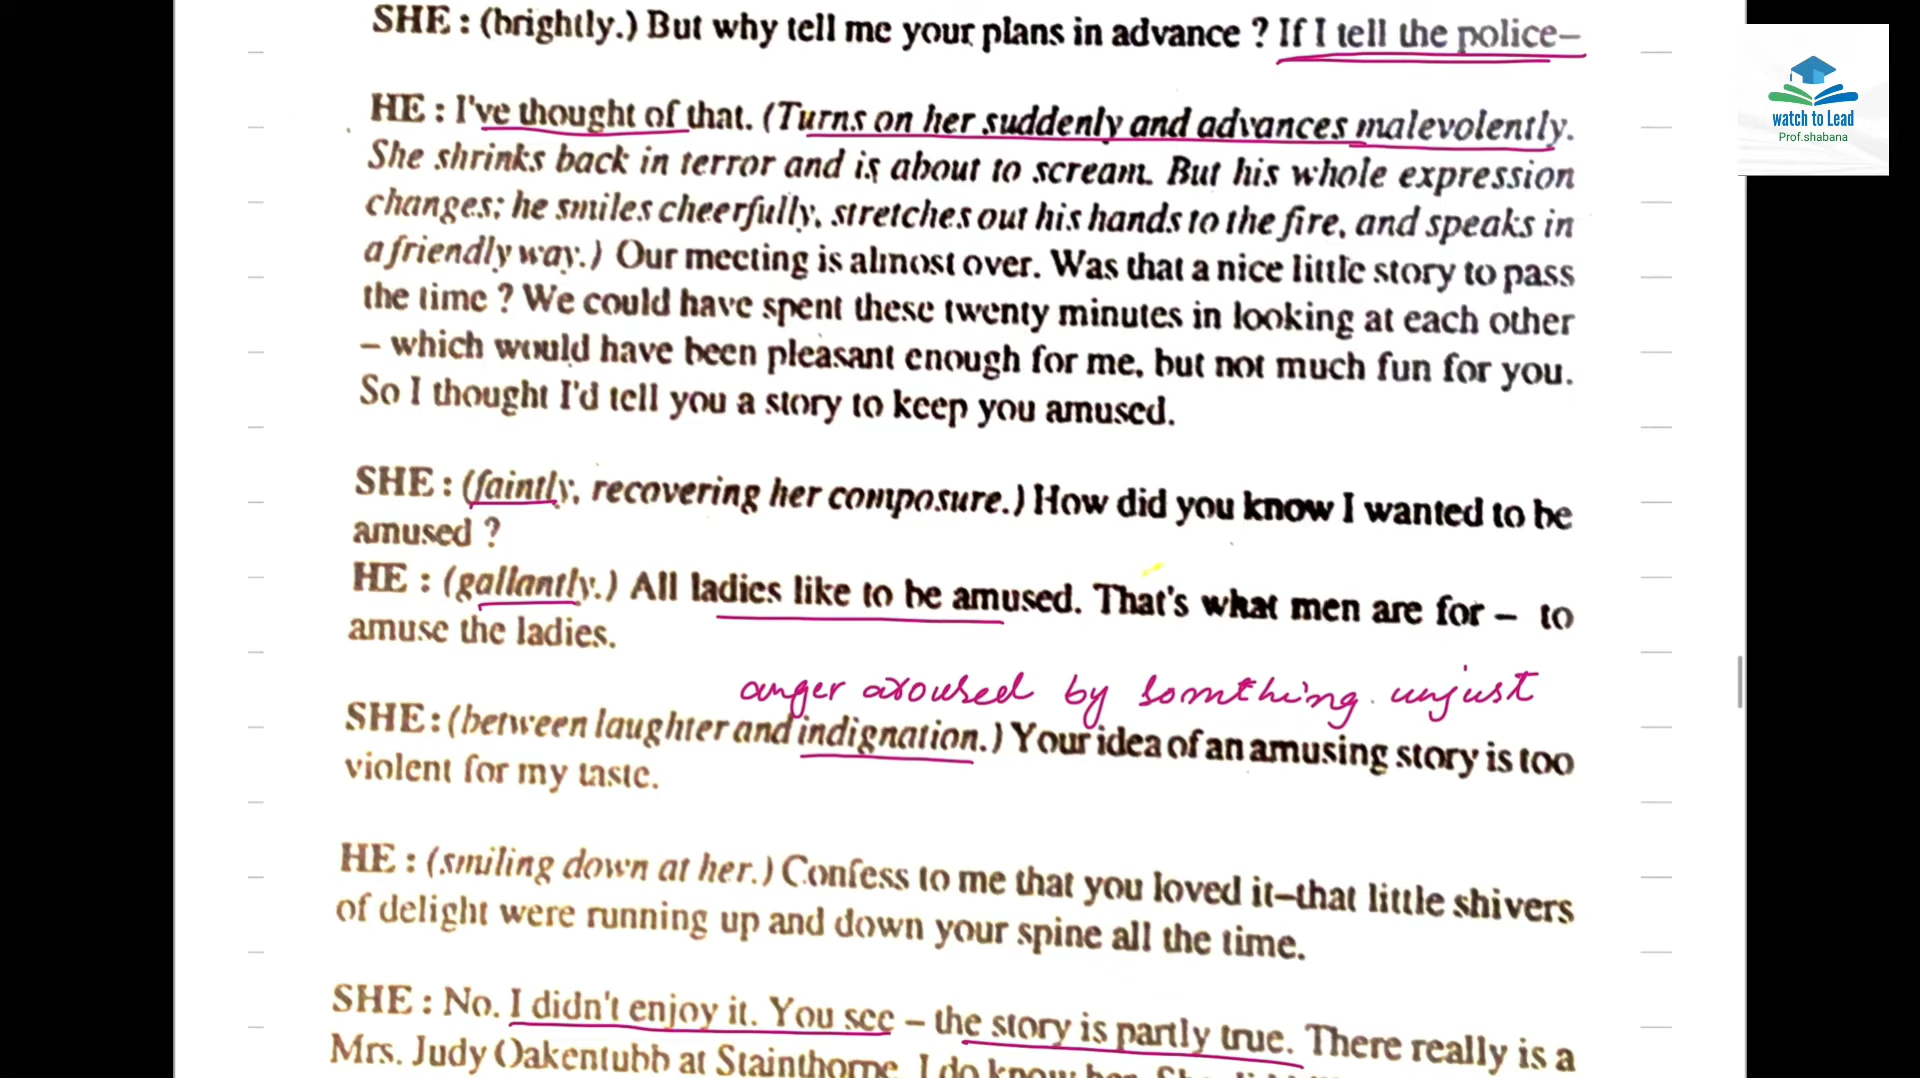 SHE : (brightly.) But why tell me your plans in advance ? If I tell the police–
HE : I've thought of that. (Turns on her suddenly and advances malevolently.
She shrinks back in terror and is about to scream. But his whole expression
changes; he smiles cheerfully, stretches out his hands to the fire, and speaks in
a friendly way.) Our meeting is almost over. Was that a nice little story to pass
the time ? We could have spent these twenty minutes in looking at each other
– which would have been pleasant enough for me, but not much fun for you.
So I thought I'd tell you a story to keep you amused.
SHE : (faintly, recovering her composure.) How did you know I wanted to be
amused ?
HE : (gallantly.) All ladies like to be amused. That's what men are for – to
amuse the ladies.
anger aroused by somthing unjust
SHE : (between laughter and indignation.) Your idea of an amusing story is too
violent for my taste.
HE : (smiling down at her.) Confess to me that you loved it–that little shivers
of delight were running up and down your spine all the time.
SHE : No. I didn't enjoy it. You see – the story is partly true. There really is a
Mrs. Judy Oakentubb at Stainthorpe. I do know her.
watch to Lead
Prof.shabana